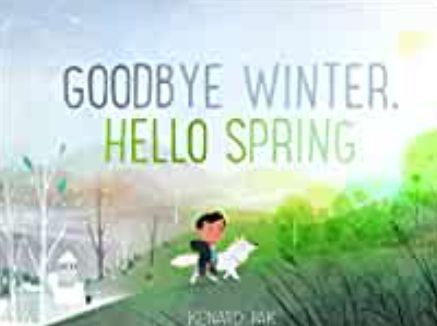 GOODBYE WINTER.
HELLO SPRING
KENARD PAK